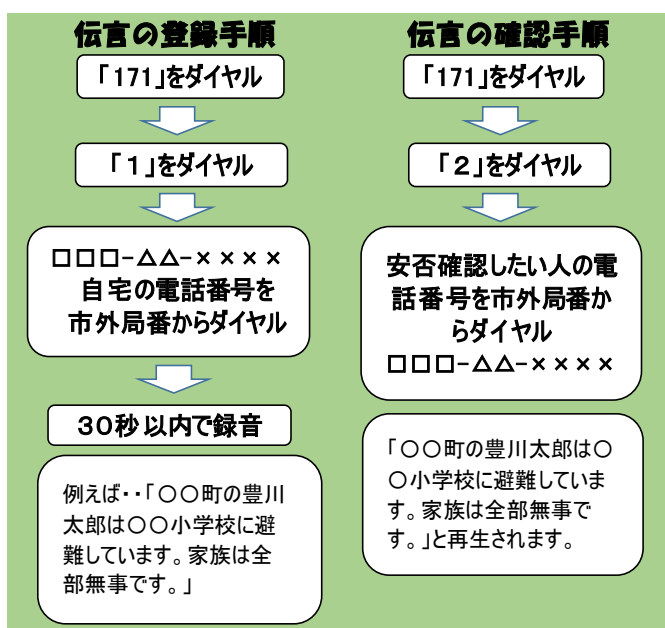 伝言の登録手順
「171」をダイヤル
「1」をダイヤル
□□□-△△-××××
自宅の電話番号を
市外局番からダイヤル
30秒以内で録音
例えば・・「○○町の豊川
太郎は○○小学校に避
難しています。家族は全
部無事です。」
伝言の確認手順
「171」をダイヤル
「2」をダイヤル
安否確認したい人の電
話番号を市外局番か
らダイヤル
□□□-△△-××××
「○○町の豊川太郎は○
○小学校に避難していま
す。家族は全部無事で
す。」と再生されます。